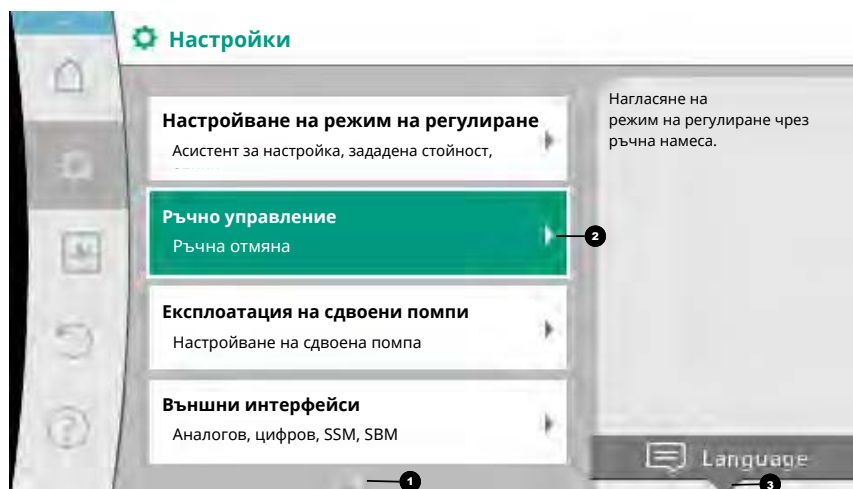 Настройки
Настройване на режим на регулиране
Асистент за настройка, зададена стойност,
Ръчно управление
Ръчна отмяна
2
Експлоатация на сдвоени помпи
Настройване на сдвоена помпа
Външни интерфейси
Аналогов, цифров, SSM, SBM
1
Нагласяне на
режим на регулиране чрез
ръчна намеса.
Language
3